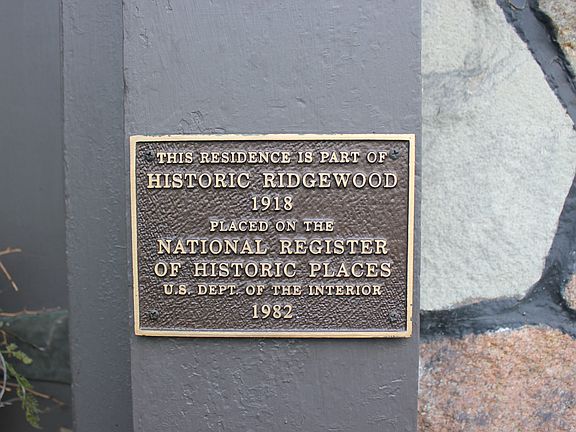 THIS RESIDENCE IS PART OF
HISTORIC RIDGEWOOD
1918
PLACED ON THE
NATIONAL REGISTER
OF HISTORIC PLACES
U.S. DEPT. OF THE INTERIOR
1982